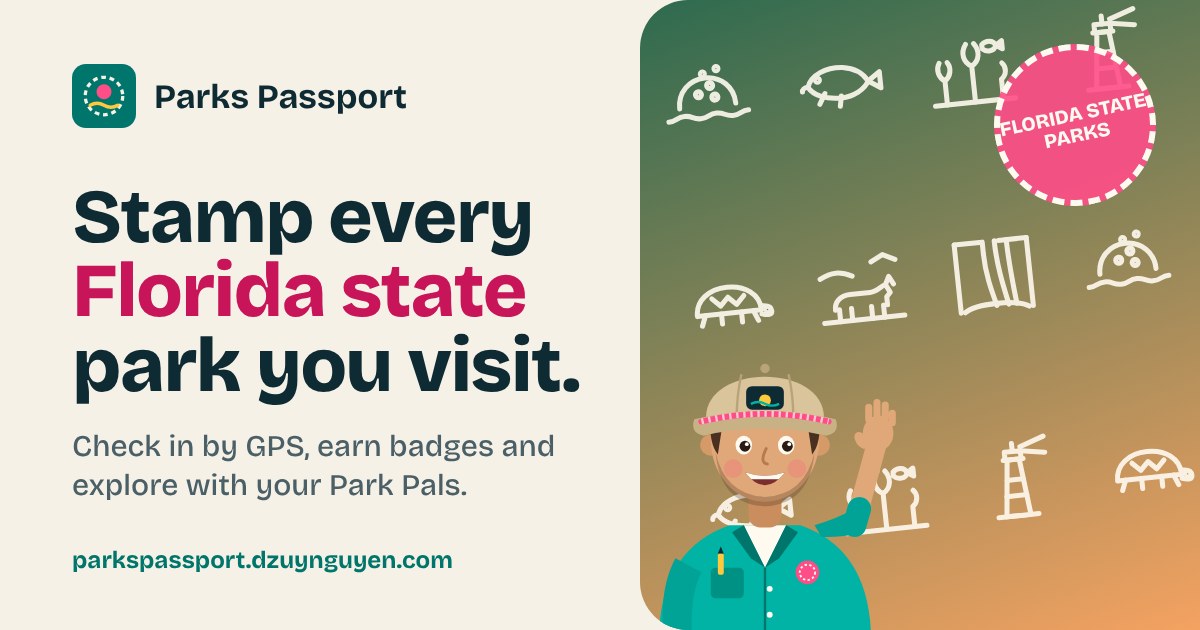 Parks Passport
Stamp every
Florida state
park you visit.
Check in by GPS, earn badges and
explore with your Park Pals.
parkspassport.dzuynguyen.com
FLORIDA STATE
PARKS